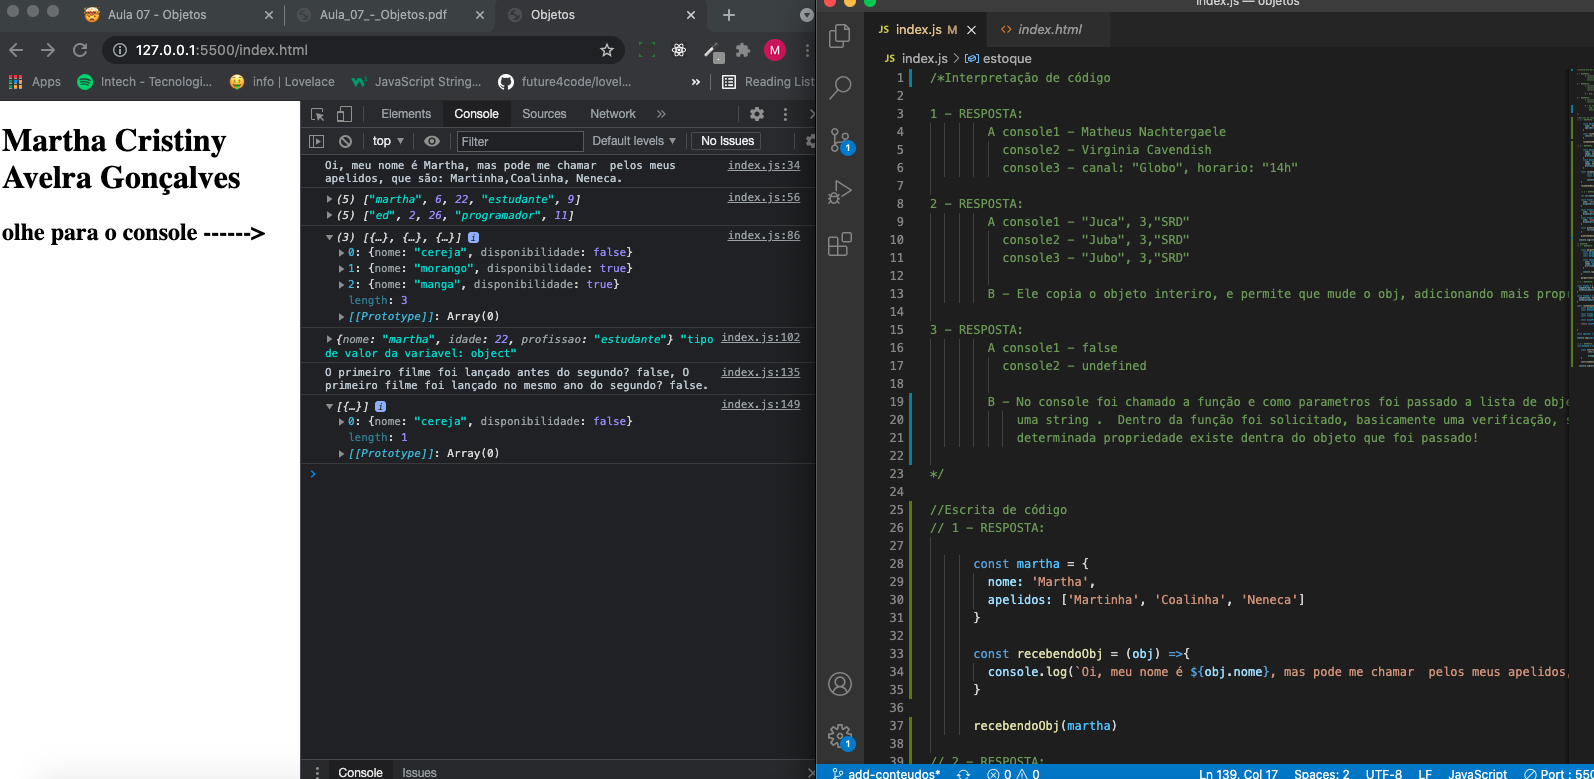 Aula 07 - Objetos
Aula_07_-_Objetos.pdf
Objetos
127.0.0.1:5500/index.html
M
Apps
Intech - Tecnologi...
info | Lovelace
JavaScript String...
future4code/lovel...
»
Reading List
Martha Cristiny
Avelra Gonçalves
olhe para o console ------>
Elements
Console
Sources
Network
»
top
Filter
Default levels
No Issues
Oi, meu nome é Martha, mas pode me chamar  pelos meus
apelidos, que são: Martinha,Coalinha, Neneca.
index.js:34
(5) ["martha", 6, 22, "estudante", 9]
index.js:56
(5) ["ed", 2, 26, "programador", 11]
(3) [{…}, {…}, {…}] i
index.js:86
0: {nome: "cereja", disponibilidade: false}
1: {nome: "morango", disponibilidade: true}
2: {nome: "manga", disponibilidade: true}
length: 3
[[Prototype]]: Array(0)
{nome: "martha", idade: 22, profissao: "estudante"} "tipo
de valor da variavel: object"
index.js:102
O primeiro filme foi lançado antes do segundo? false, O
primeiro filme foi lançado no mesmo ano do segundo? false.
index.js:135
[{…}] i
index.js:149
0: {nome: "cereja", disponibilidade: false}
length: 1
[[Prototype]]: Array(0)
Console
Issues
index.js — objetos
JS index.js M
<> index.html
JS index.js > estoque
1 /*Interpretação de código
2
3 1 - RESPOSTA:
4 A console1 - Matheus Nachtergaele
5 console2 - Virginia Cavendish
6 console3 - canal: "Globo", horario: "14h"
7
8 2 - RESPOSTA:
9 A console1 - "Juca", 3,"SRD"
10 console2 - "Juba", 3,"SRD"
11 console3 - "Jubo", 3,"SRD"
12
13 B - Ele copia o objeto interiro, e permite que mude o obj, adicionando mais prop
14
15 3 - RESPOSTA:
16 A console1 - false
17 console2 - undefined
18
19 B - No console foi chamado a função e como parametros foi passado a lista de obje
20 uma string .  Dentro da função foi solicitado, basicamente uma verificação, s
21 determinada propriedade existe dentra do objeto que foi passado!
22
23 */
24
25 //Escrita de código
26 // 1 - RESPOSTA:
27
28 const martha = {
29 nome: 'Martha',
30 apelidos: ['Martinha', 'Coalinha', 'Neneca']
31 }
32
33 const recebendoObj = (obj) =>{
34 console.log(`Oi, meu nome é ${obj.nome}, mas pode me chamar  pelos meus apelidos,
35 }
36
37 recebendoObj(martha)
38
39 // 2 - RESPOSTA:
1
1
add-conteudos*
0
0
Ln 139, Col 17
Spaces: 2
UTF-8
LF
JavaScript
Port : 550